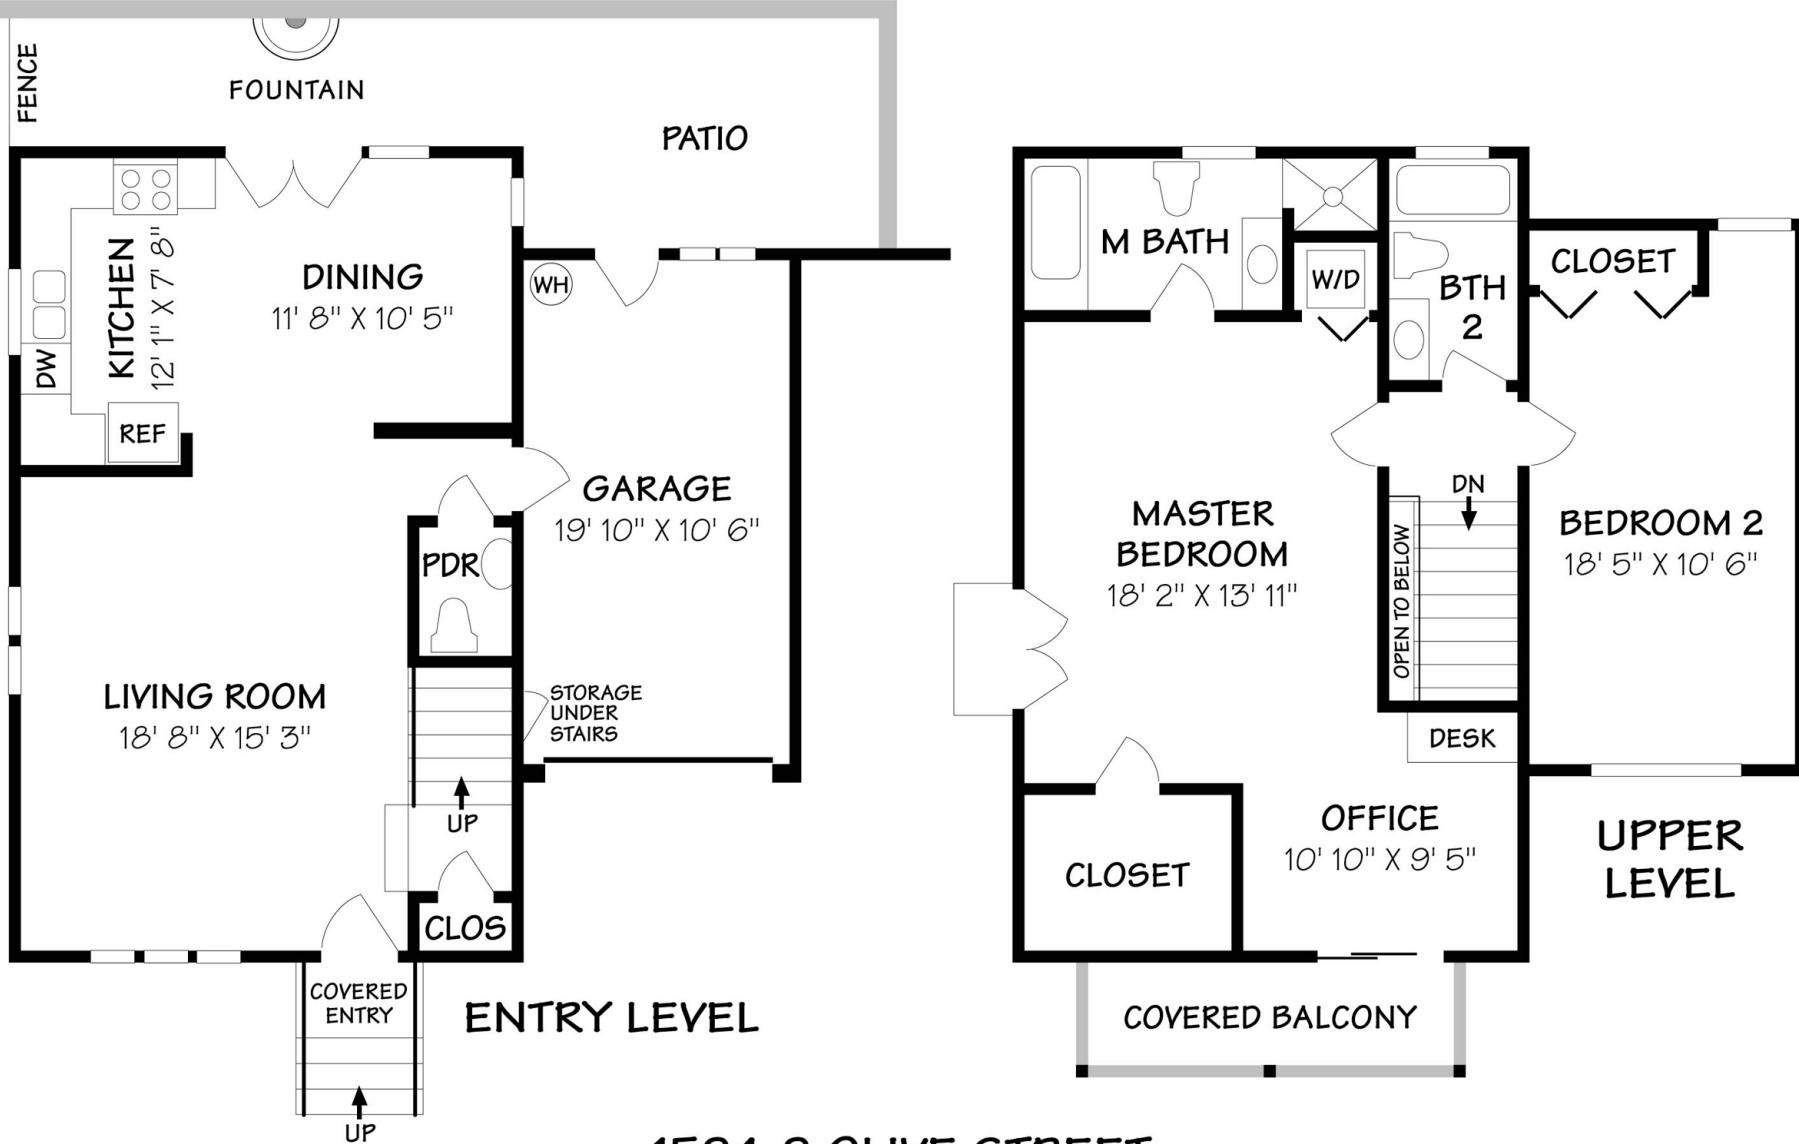 FENCE
FOUNTAIN
PATIO
KITCHEN
12' 1" X 7' 8"
DINING
11' 8" X 10' 5"
WH
DW
REF
GARAGE
19' 10" X 10' 6"
PDR
LIVING ROOM
18' 8" X 15' 3"
STORAGE
UNDER
STAIRS
UP
CLOS
COVERED
ENTRY
UP
ENTRY LEVEL
M BATH
W/D
BTH
2
CLOSET
MASTER
BEDROOM
18' 2" X 13' 11"
DN
OPEN TO BELOW
BEDROOM 2
18' 5" X 10' 6"
DESK
OFFICE
10' 10" X 9' 5"
CLOSET
COVERED BALCONY
UPPER
LEVEL
OLIVE STREET